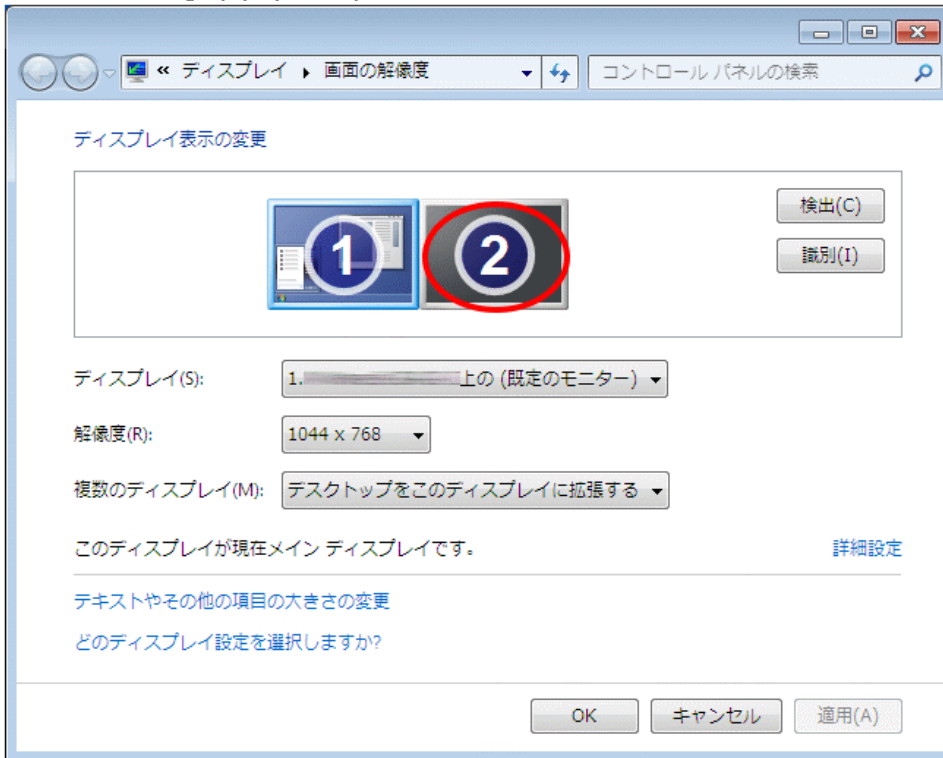 « ディスプレイ ▸ 画面の解像度 コントロール パネルの検索
ディスプレイ表示の変更
1 2
検出(C)
識別(I)
ディスプレイ(S): 1. 上の (既定のモニター)
解像度(R): 1044 x 768
複数のディスプレイ(M): デスクトップをこのディスプレイに拡張する
このディスプレイが現在メイン ディスプレイです。 詳細設定
テキストやその他の項目の大きさの変更
どのディスプレイ設定を選択しますか?
OK キャンセル 適用(A)